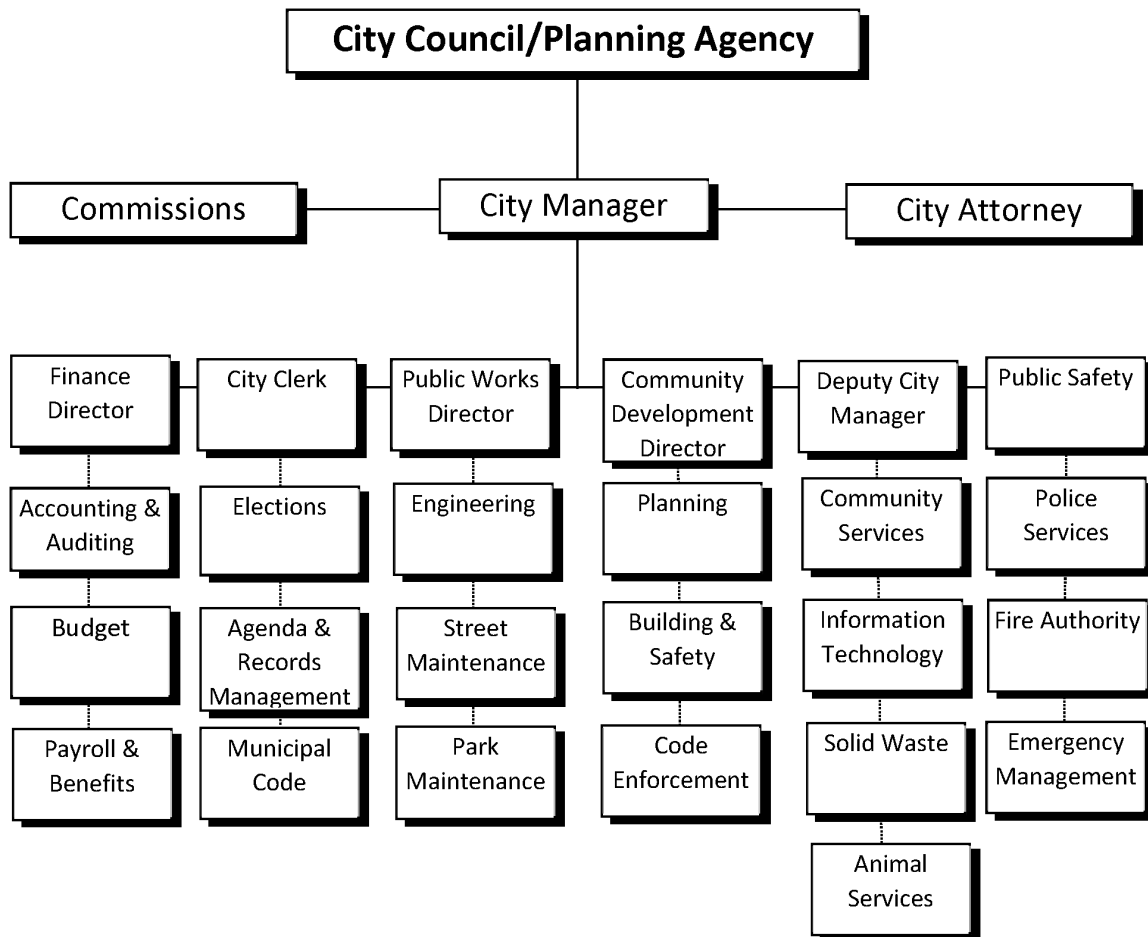 City Council/Planning Agency
Commissions
City Manager
City Attorney
Finance
Director
City Clerk
Public Works
Director
Community
Development
Director
Deputy City
Manager
Public Safety
Accounting &
Auditing
Elections
Engineering
Planning
Community
Services
Police
Services
Budget
Agenda &
Records
Management
Street
Maintenance
Building &
Safety
Information
Technology
Fire Authority
Payroll &
Benefits
Municipal
Code
Park
Maintenance
Code
Enforcement
Solid Waste
Emergency
Management
Animal
Services